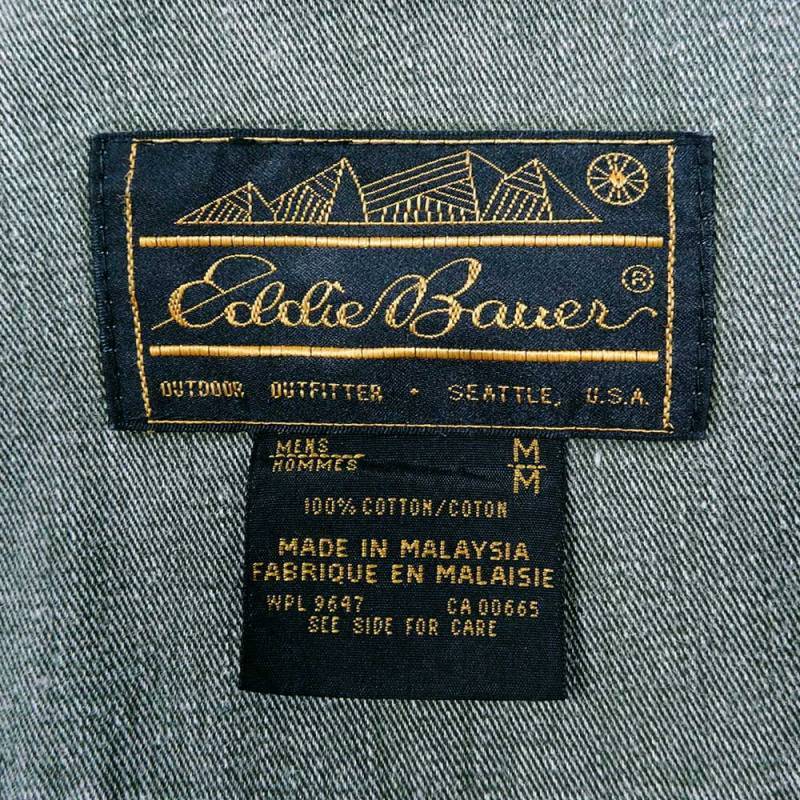 Eddie Bauer ®
OUTDOOR OUTFITTER • SEATTLE, U.S.A.
MENS M
HOMMES M
100% COTTON/COTON
MADE IN MALAYSIA
FABRIQUE EN MALAISIE
WPL 9647 CA 00665
SEE SIDE FOR CARE